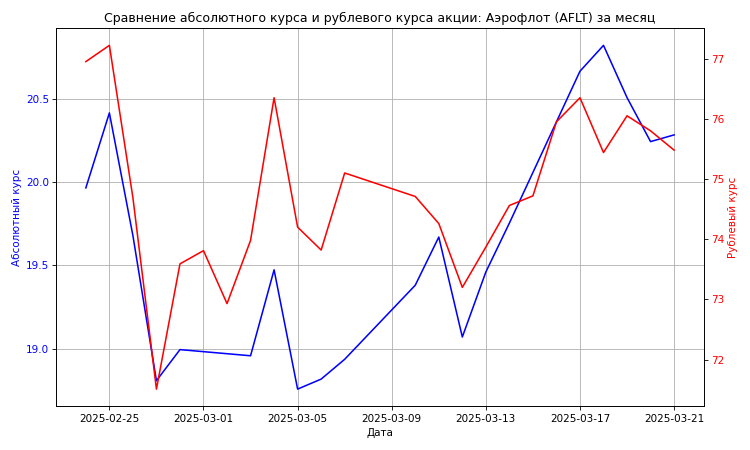 Сравнение абсолютного курса и рублевого курса акции: Аэрофлот (AFLT) за месяц
Абсолютный курс
20.5
20.0
19.5
19.0
77
76
75
74
73
72
Рублевый курс
2025-02-25 2025-03-01 2025-03-05 2025-03-09 2025-03-13 2025-03-17 2025-03-21
Дата